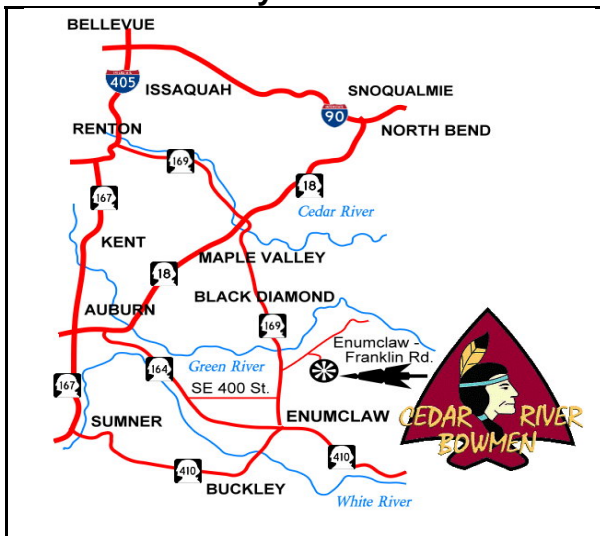 BELLEVUE
405
ISSAQUAH
SNOQUALMIE
90
RENTON
NORTH BEND
169
18
167
Cedar River
KENT
MAPLE VALLEY
18
BLACK DIAMOND
AUBURN
169
Enumclaw -
Franklin Rd.
Green River
164
167
SE 400 St.
SUMNER
ENUMCLAW
CEDAR RIVER
BOWMEN
410
410
BUCKLEY
White River